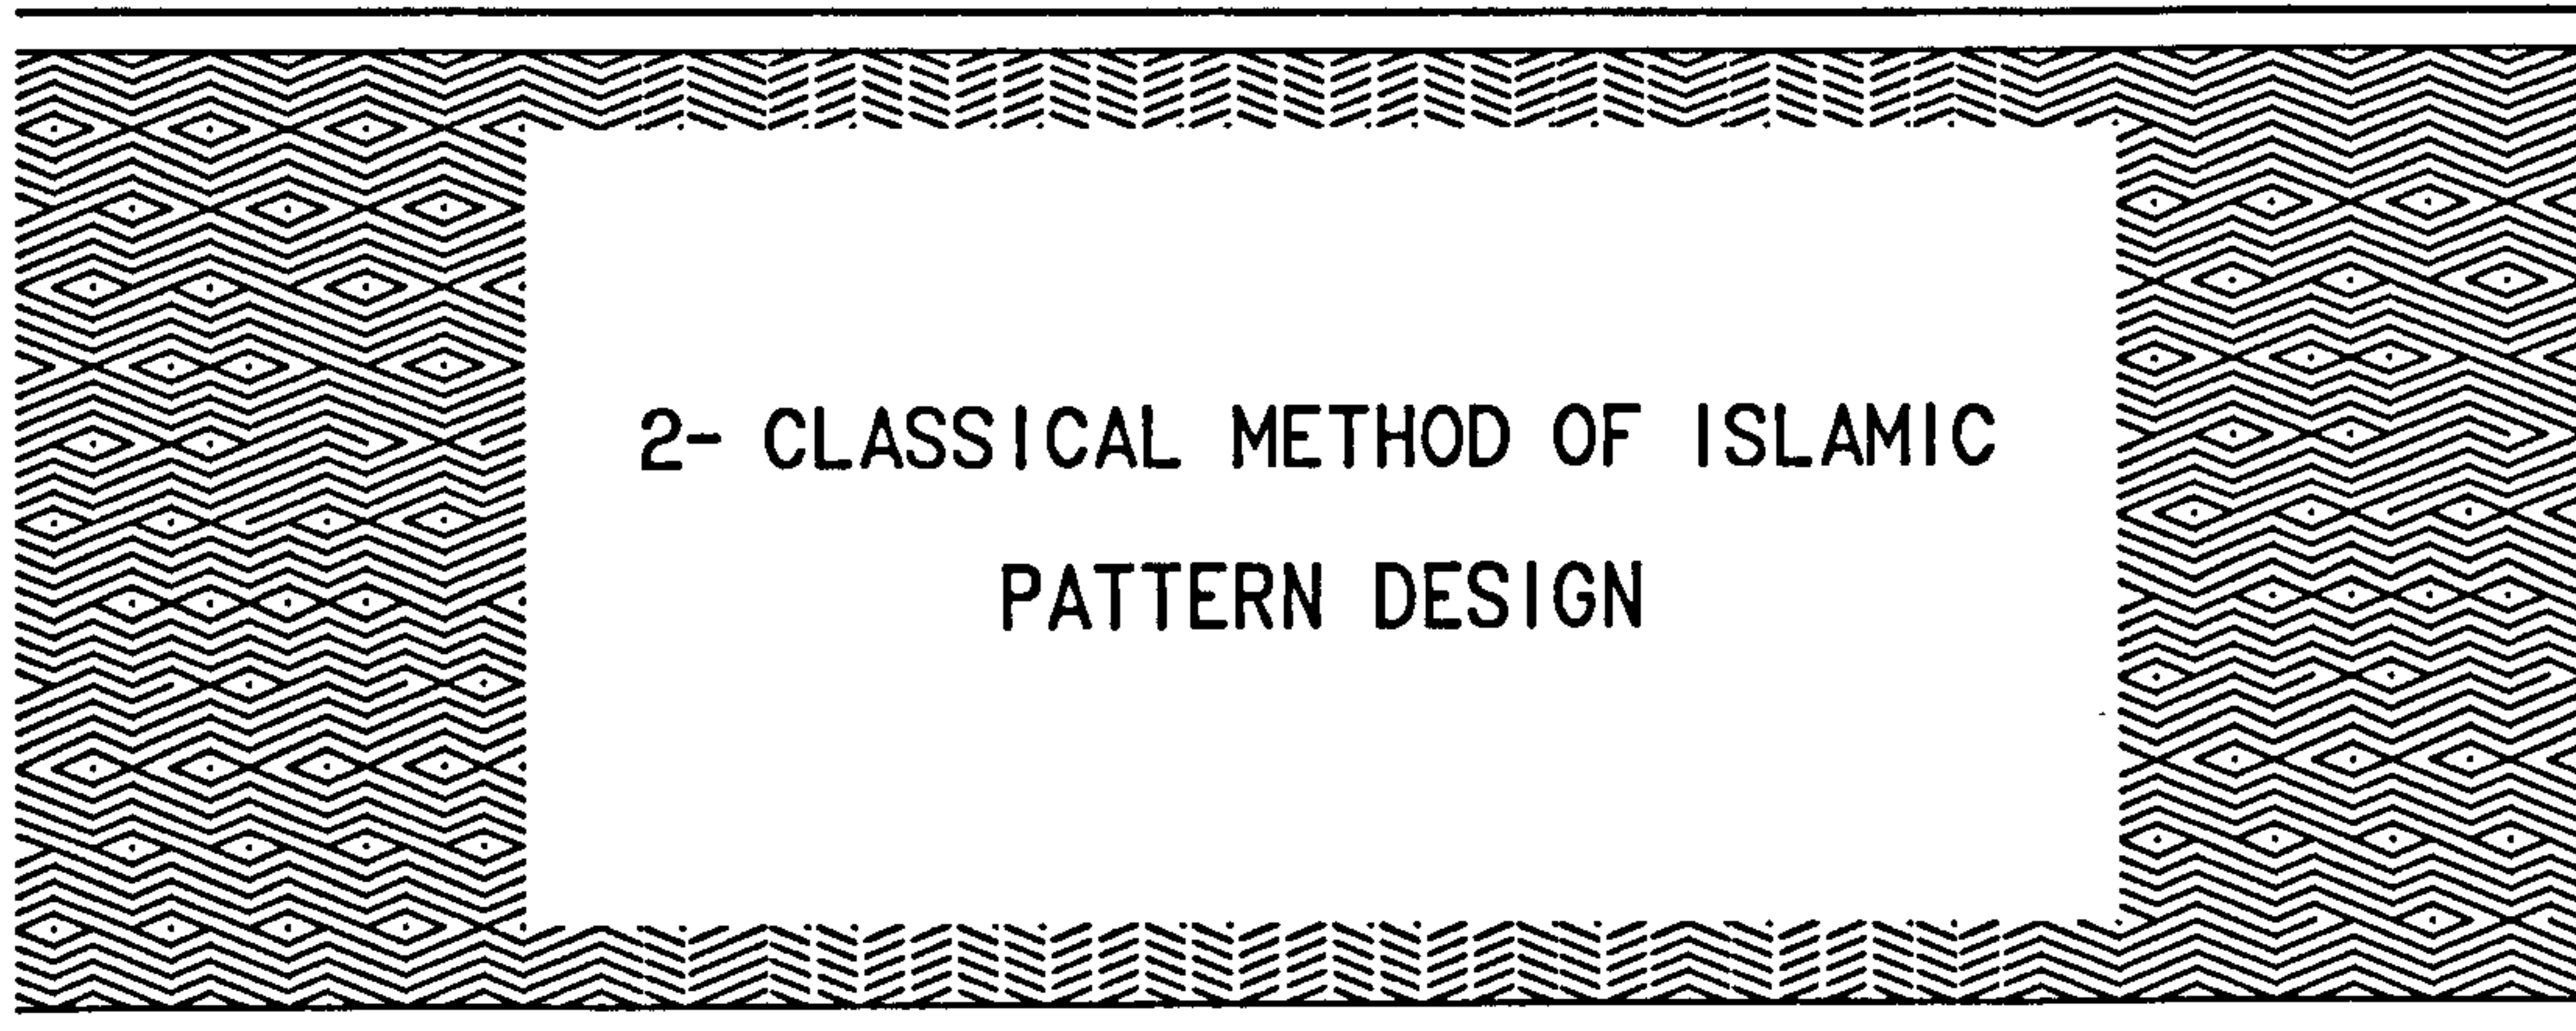 2- CLASSICAL METHOD OF ISLAMIC
PATTERN DESIGN